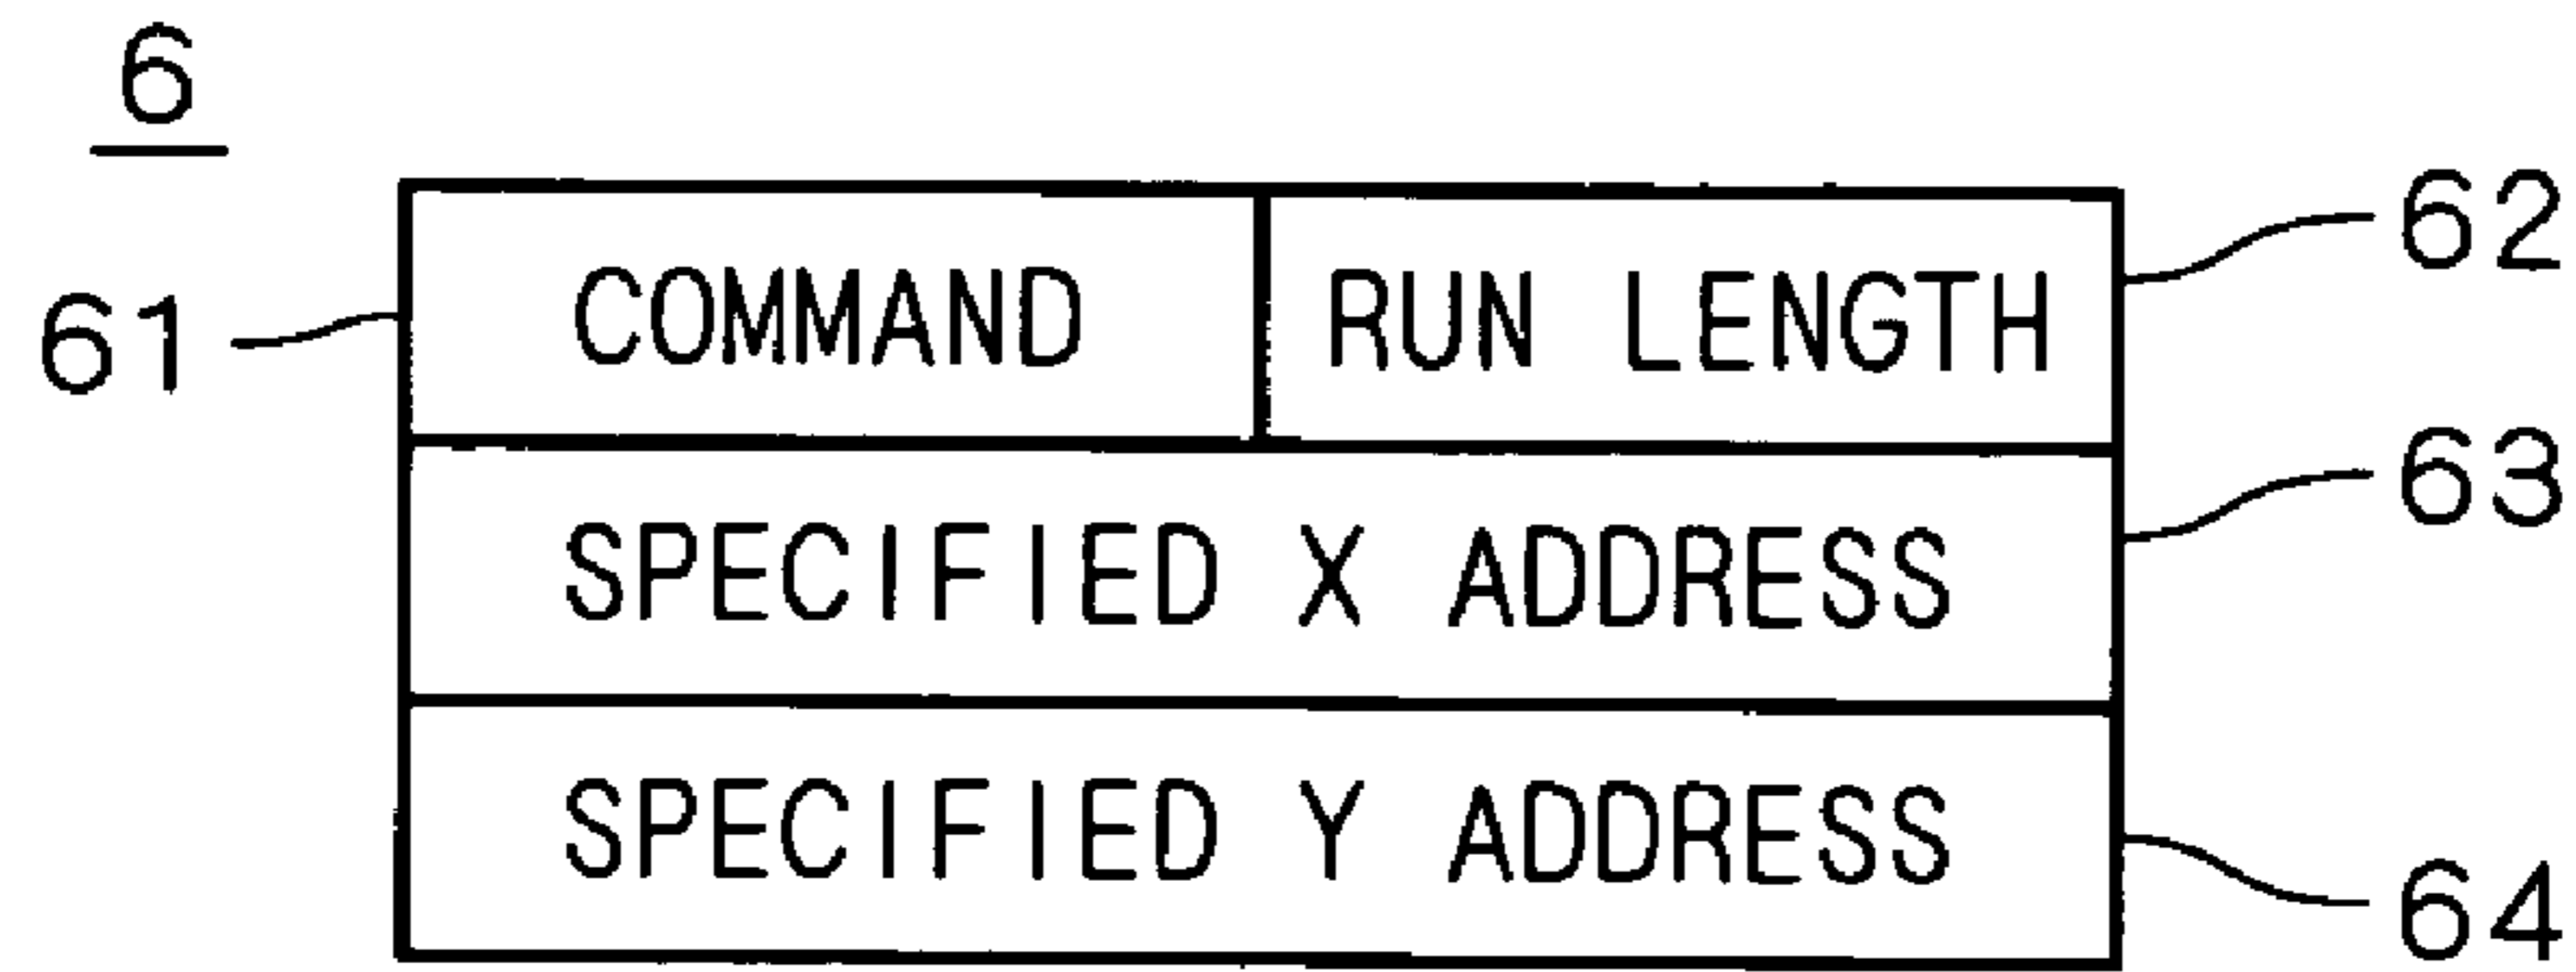 6
COMMAND RUN LENGTH 62
61
SPECIFIED X ADDRESS 63
SPECIFIED Y ADDRESS 64